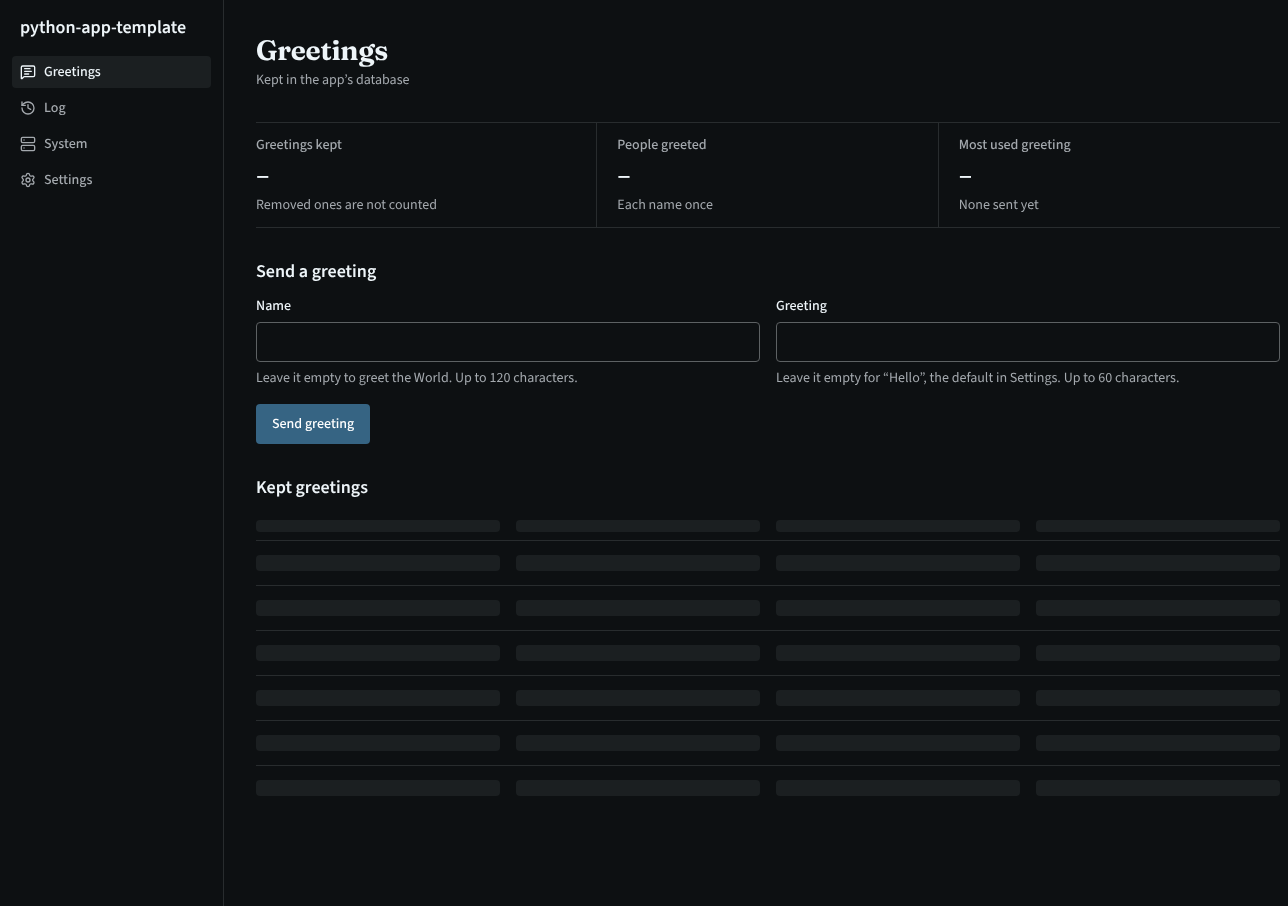 python-app-template
Greetings
Log
System
Settings
Greetings
Kept in the app’s database
Greetings kept
–
Removed ones are not counted
People greeted
–
Each name once
Most used greeting
–
None sent yet
Send a greeting
Name
Leave it empty to greet the World. Up to 120 characters.
Greeting
Leave it empty for “Hello”, the default in Settings. Up to 60 characters.
Send greeting
Kept greetings